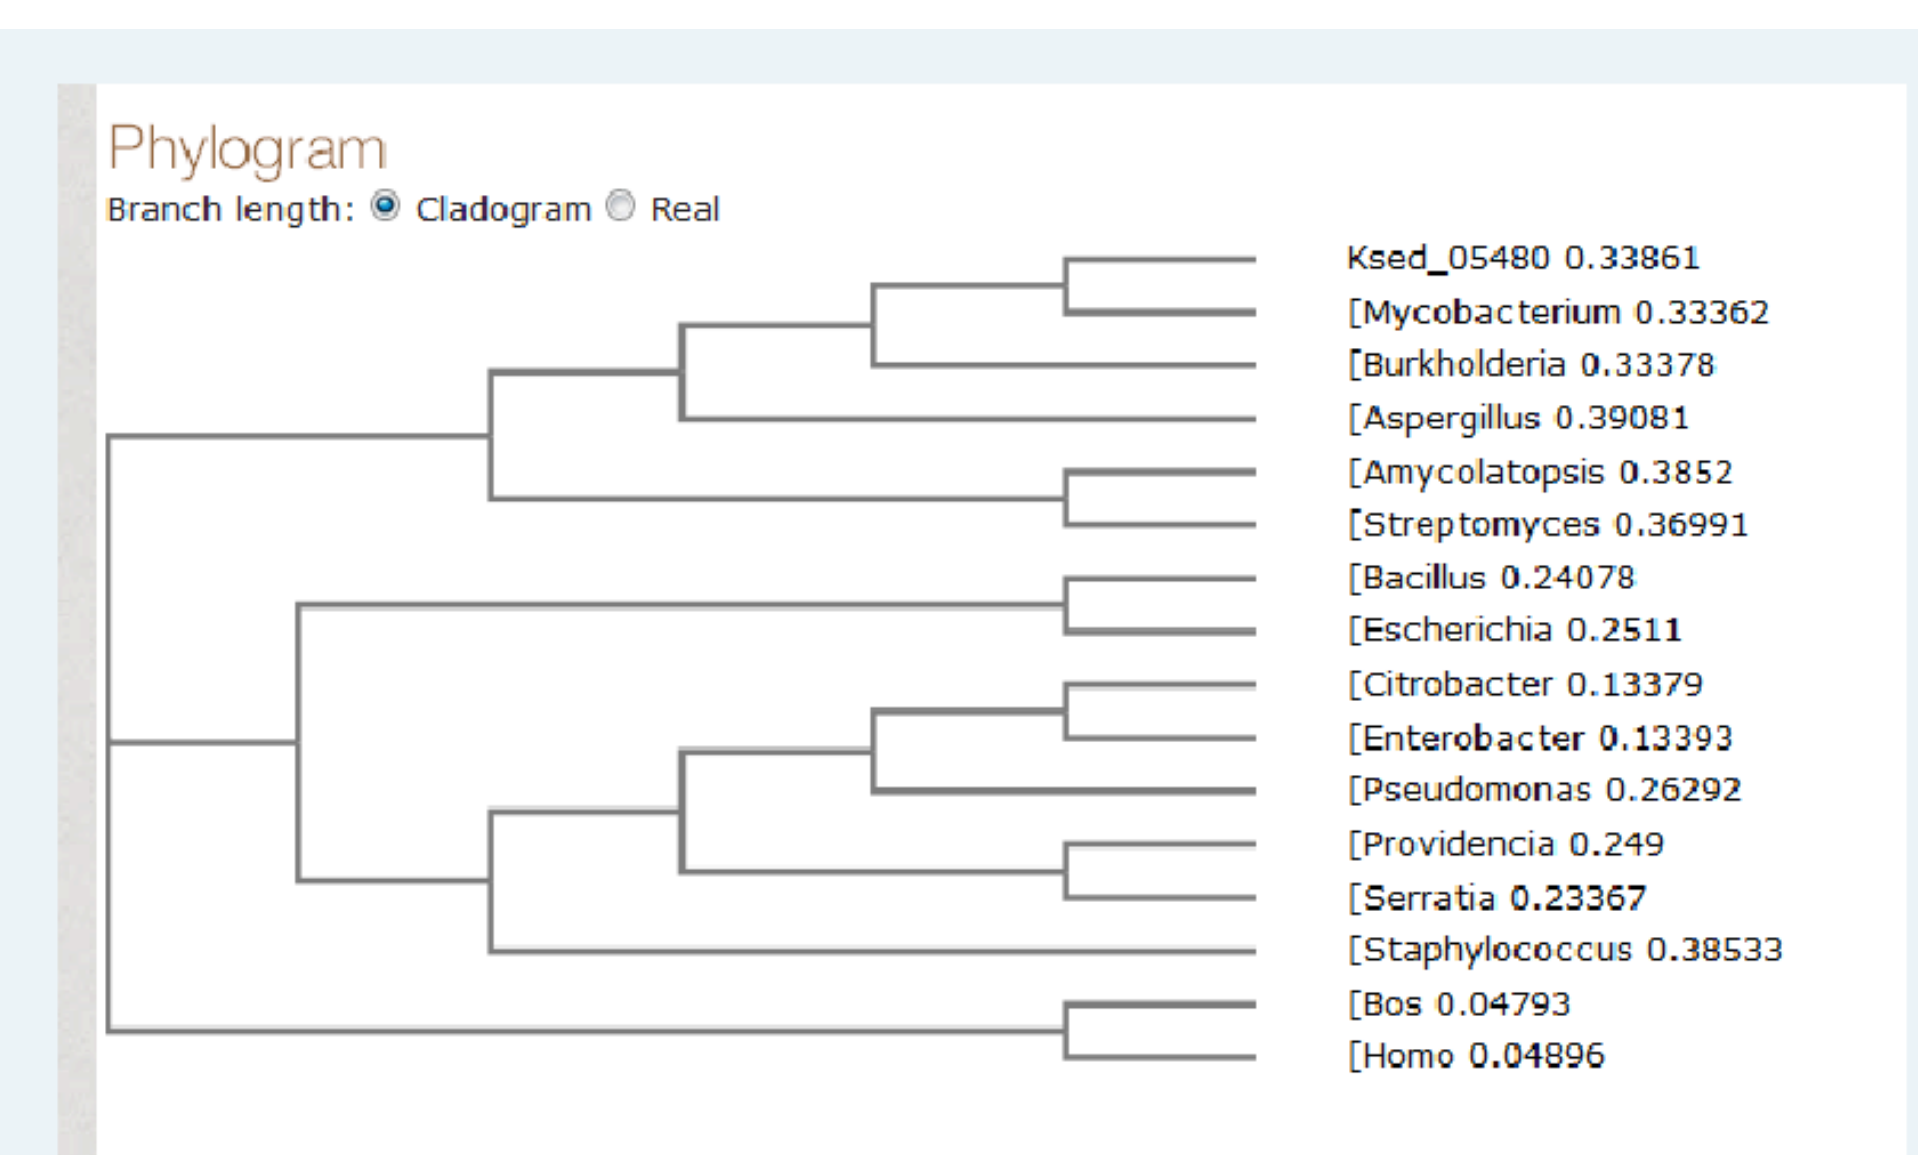 Phylogram
Branch length: Cladogram Real
Ksed_05480 0.33861
[Mycobacterium 0.33362
[Burkholderia 0.33378
[Aspergillus 0.39081
[Amycolatopsis 0.3852
[Streptomyces 0.36991
[Bacillus 0.24078
[Escherichia 0.2511
[Citrobacter 0.13379
[Enterobacter 0.13393
[Pseudomonas 0.26292
[Providencia 0.249
[Serratia 0.23367
[Staphylococcus 0.38533
[Bos 0.04793
[Homo 0.04896